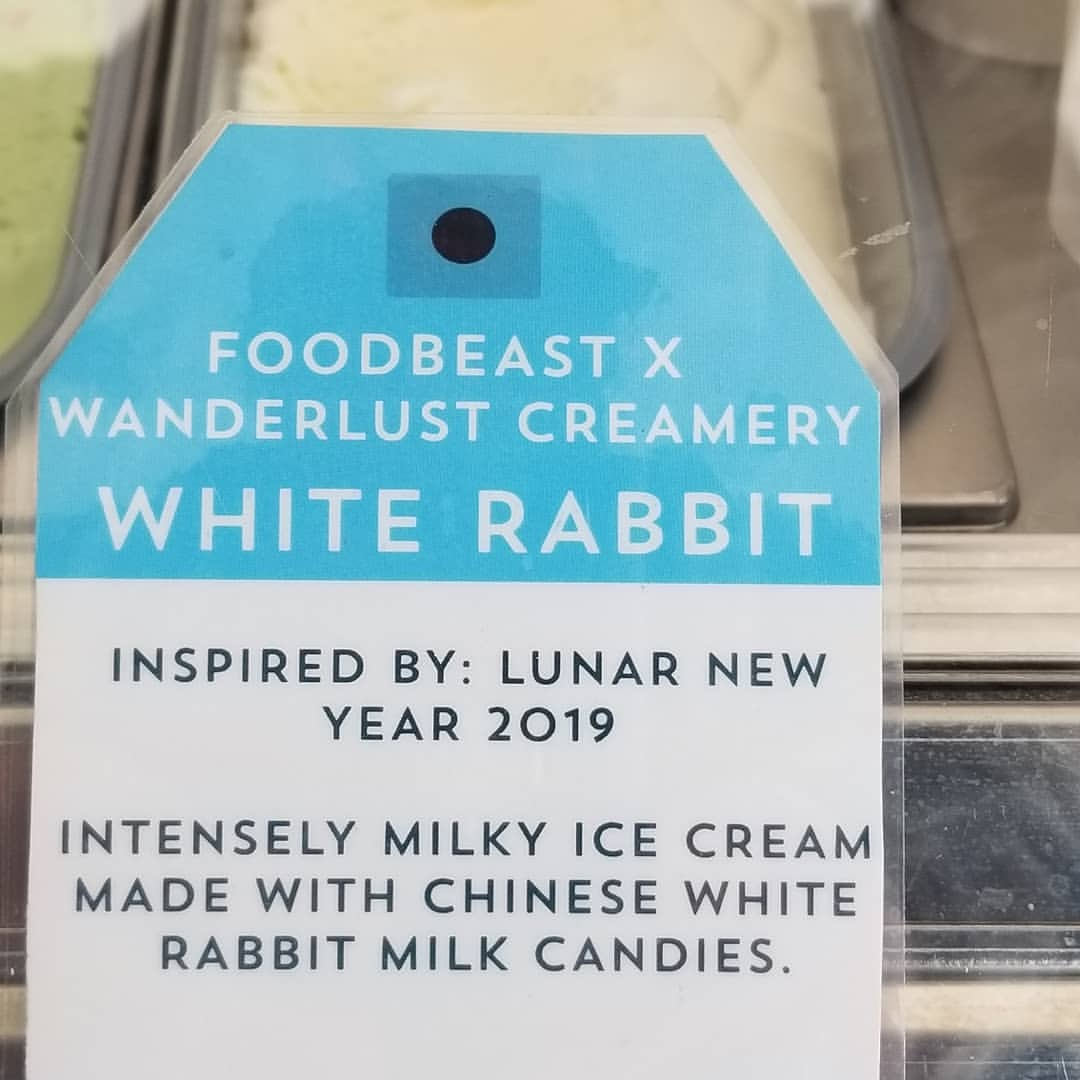 FOODBEAST X
WANDERLUST CREAMERY
WHITE RABBIT
INSPIRED BY: LUNAR NEW
YEAR 2019
INTENSELY MILKY ICE CREAM
MADE WITH CHINESE WHITE
RABBIT MILK CANDIES.